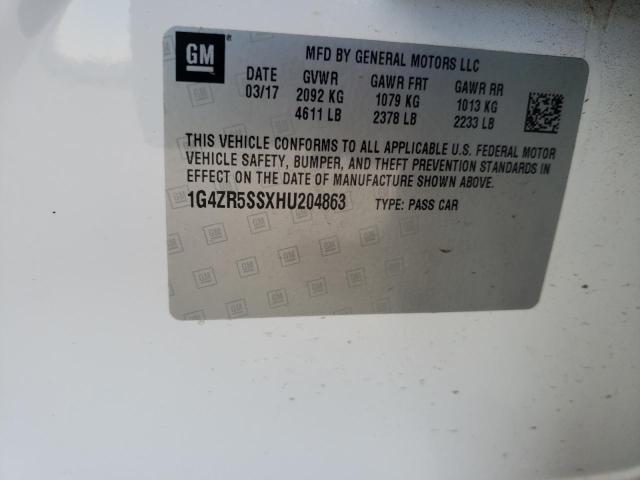 GM
MFD BY GENERAL MOTORS LLC
DATE GVWR GAWR FRT GAWR RR
03/17 2092 KG 1079 KG 1013 KG
4611 LB 2378 LB 2233 LB
THIS VEHICLE CONFORMS TO ALL APPLICABLE U.S. FEDERAL MOTOR
VEHICLE SAFETY, BUMPER, AND THEFT PREVENTION STANDARDS IN
EFFECT ON THE DATE OF MANUFACTURE SHOWN ABOVE.
1G4ZR5SSXHU204863 TYPE: PASS CAR